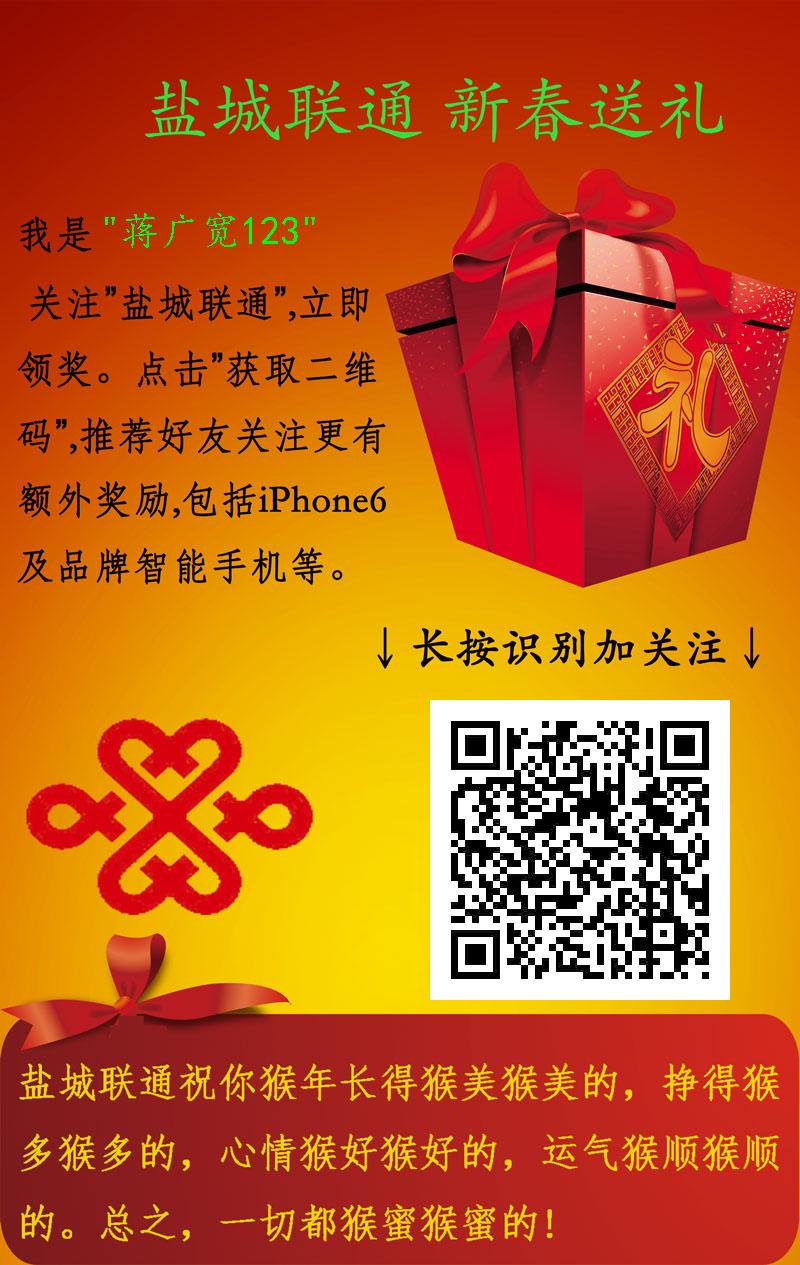 盐城联通 新春送礼
我是"蒋广宽123"
关注"盐城联通",立即
领奖。点击"获取二维
码",推荐好友关注更有
额外奖励,包括iPhone6
及品牌智能手机等。
礼
↓长按识别加关注↓
盐城联通祝你猴年长得猴美猴美的，挣得猴
多猴多的，心情猴好猴好的，运气猴顺猴顺
的。总之，一切都猴蜜猴蜜的!